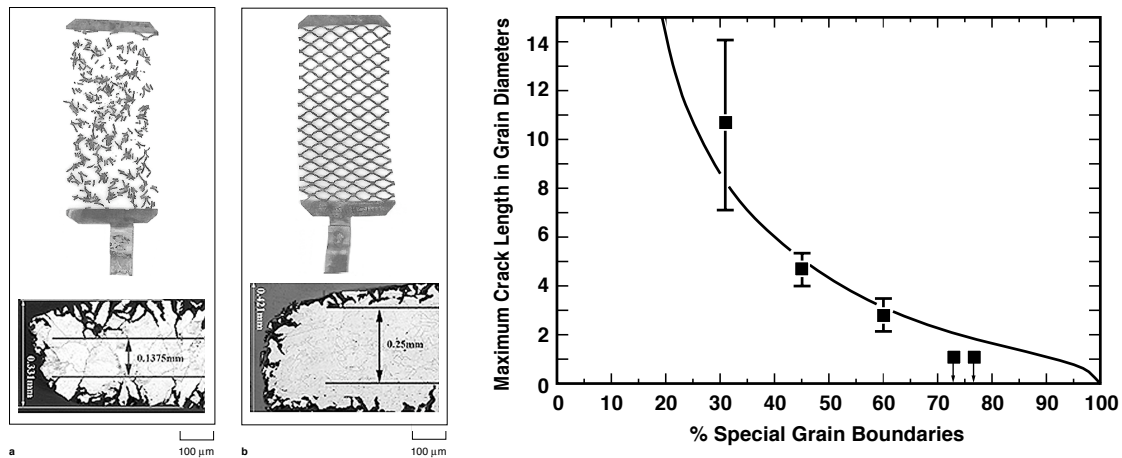 0.331mm
0.1375mm
100 μm
a
0.421mm
0.25mm
100 μm
b
Maximum Crack Length in Grain Diameters
14
12
10
8
6
4
2
0
0 10 20 30 40 50 60 70 80 90 100
% Special Grain Boundaries